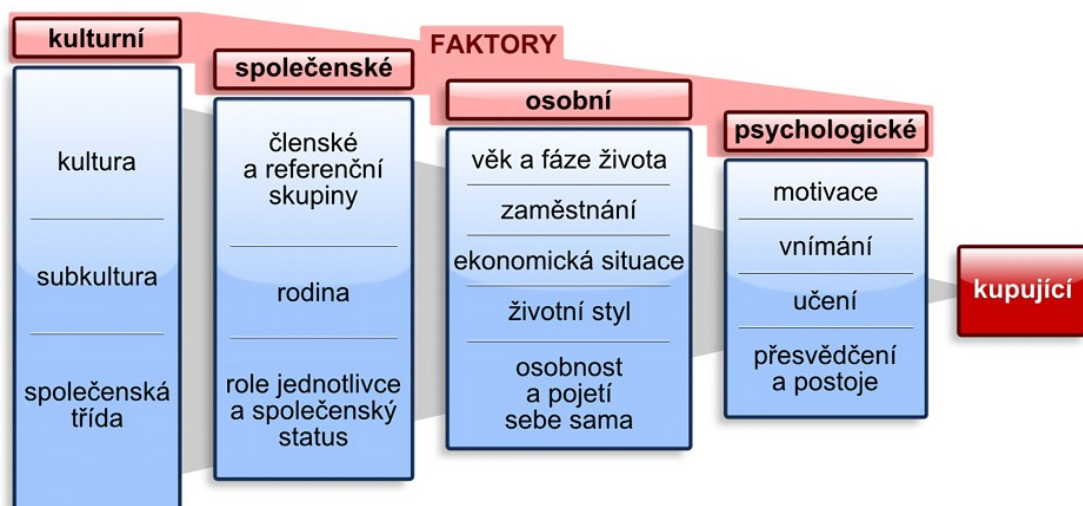 FAKTORY
kulturní
kultura
subkultura
společenská
třída
společenské
členské
a referenční
skupiny
rodina
role jednotlivce
a společenský
status
osobní
věk a fáze života
zaměstnání
ekonomická situace
životní styl
osobnost
a pojetí
sebe sama
psychologické
motivace
vnímání
učení
přesvědčení
a postoje
kupující